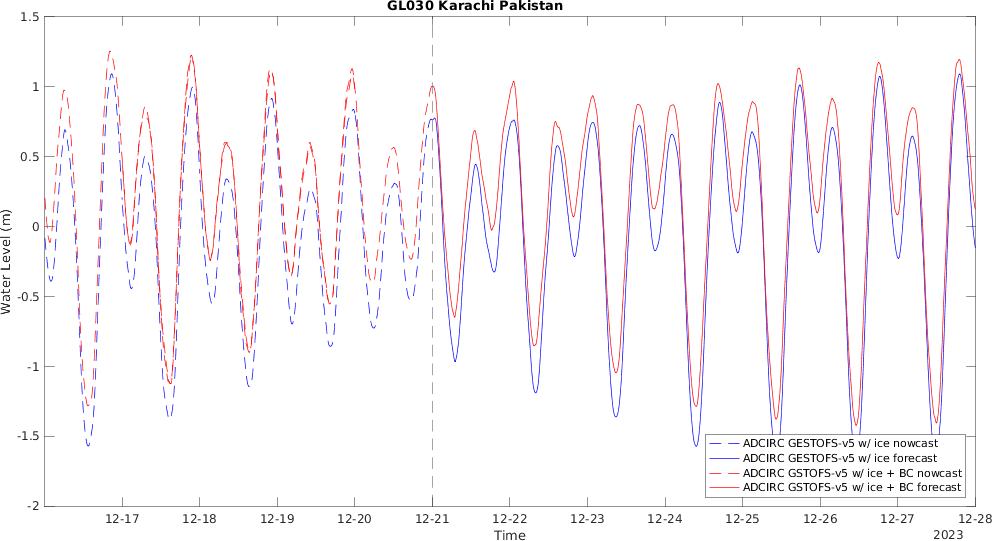 GL030 Karachi Pakistan
1.5
1
0.5
0
-0.5
-1
-1.5
-2
Water Level (m)
ADCIRC GESTOFS-v5 w/ ice nowcast
ADCIRC GESTOFS-v5 w/ ice forecast
ADCIRC GSTOFS-v5 w/ ice + BC nowcast
ADCIRC GSTOFS-v5 w/ ice + BC forecast
12-17 12-18 12-19 12-20 12-21 12-22 12-23 12-24 12-25 12-26 12-27 12-28
Time
2023